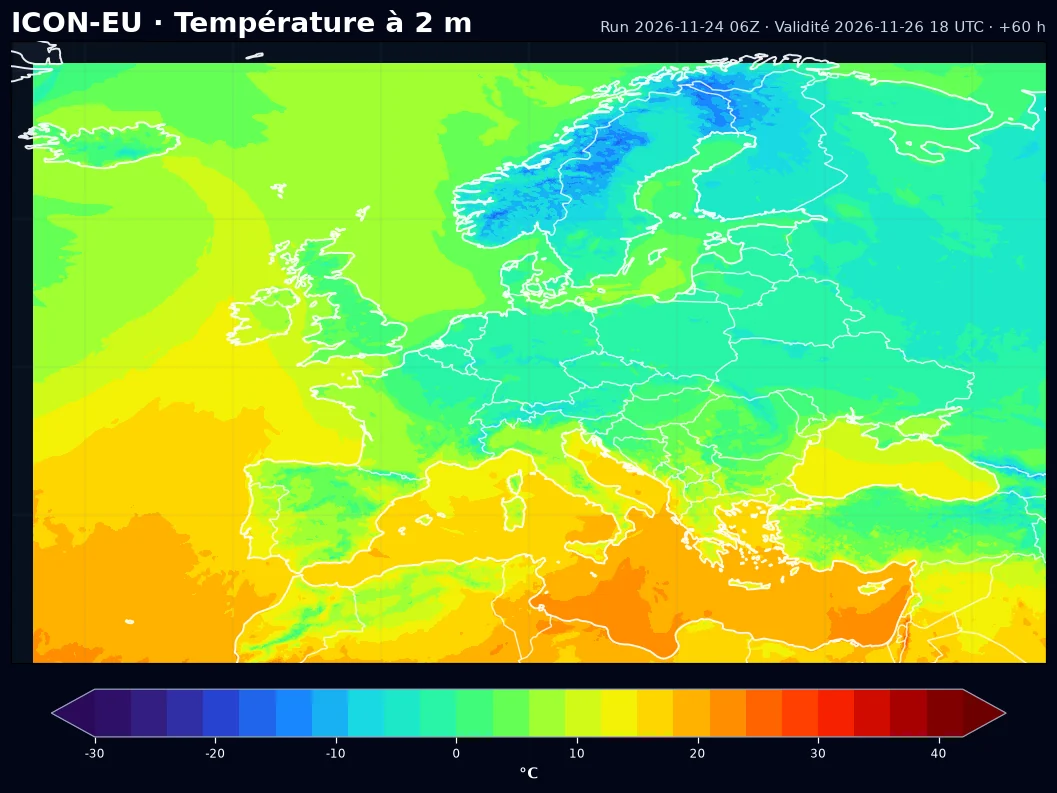 ICON-EU · Température à 2 m
Run 2026-11-24 06Z · Validité 2026-11-26 18 UTC · +60 h
-30 -20 -10 0 10 20 30 40
°C